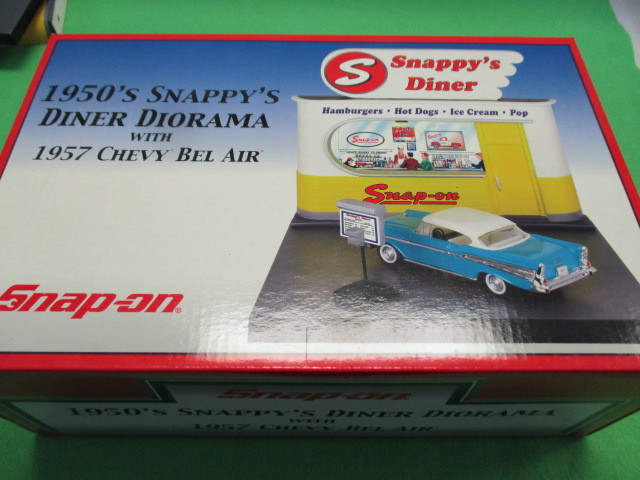 1950's Snappy's
Diner Diorama
with
1957 Chevy Bel Air
Snap-on®
S Snappy's
Diner
Hamburgers • Hot Dogs • Ice Cream • Pop
Snap-on
Snap-on
1950's Snappy's Diner Diorama
with
1957 Chevy Bel Air